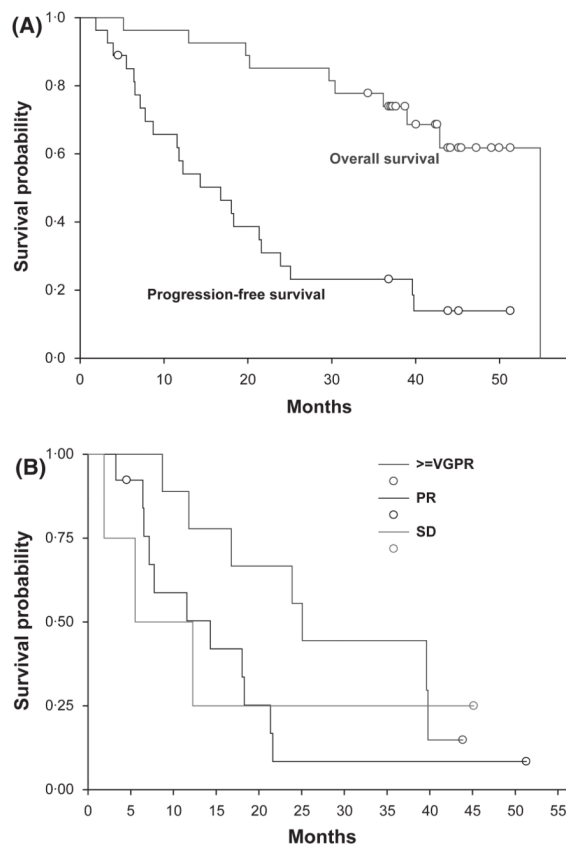 (A)
1·0
0·8
0·6
0·4
0·2
0·0
Survival probability
Overall survival
Progression-free survival
0 10 20 30 40 50
Months
(B)
1·00
0·75
0·50
0·25
0·00
Survival probability
>=VGPR
PR
SD
0 5 10 15 20 25 30 35 40 45 50 55
Months